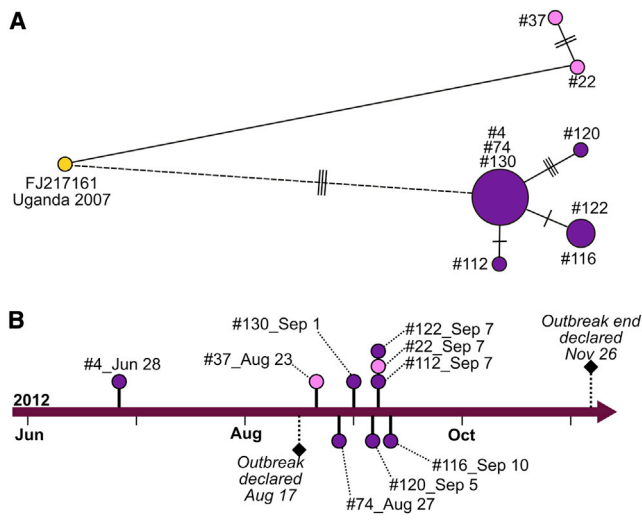 A
#37
#22
#4
#74
#130
#120
FJ217161
Uganda 2007
#122
#116
#112
B
#130_Sep 1
#122_Sep 7
#22_Sep 7
#112_Sep 7
Outbreak end
declared
Nov 26
#4_Jun 28
#37_Aug 23
2012
Jun
Aug
Oct
Outbreak
declared
Aug 17
#116_Sep 10
#120_Sep 5
#74_Aug 27